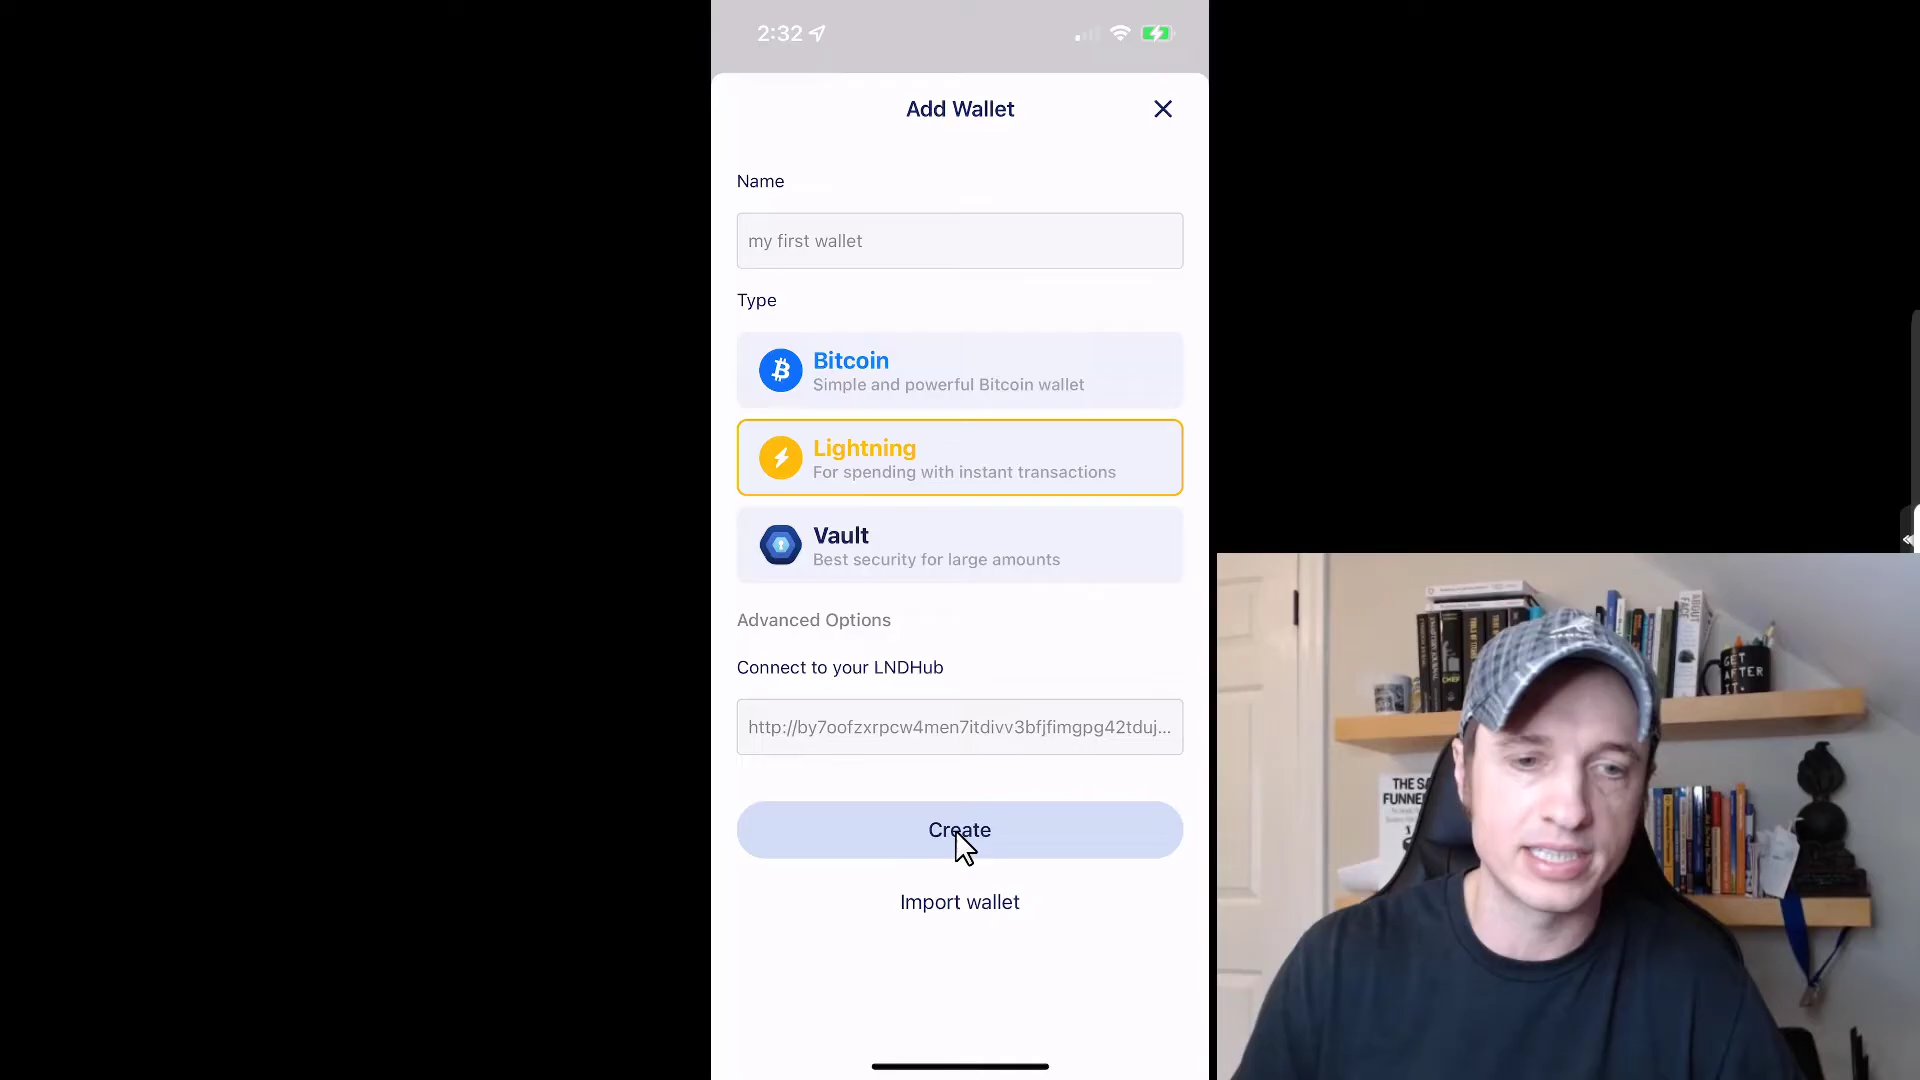 2:32
Add Wallet
Name
my first wallet
Type
Bitcoin
Simple and powerful Bitcoin wallet
Lightning
For spending with instant transactions
Vault
Best security for large amounts
Advanced Options
Connect to your LNDHub
http://by7oofzxrpcw4men7itdivv3bfjfimgpg42tduj...
Create
Import wallet
GET
AFTER
IT.
THE SA
FUNNE